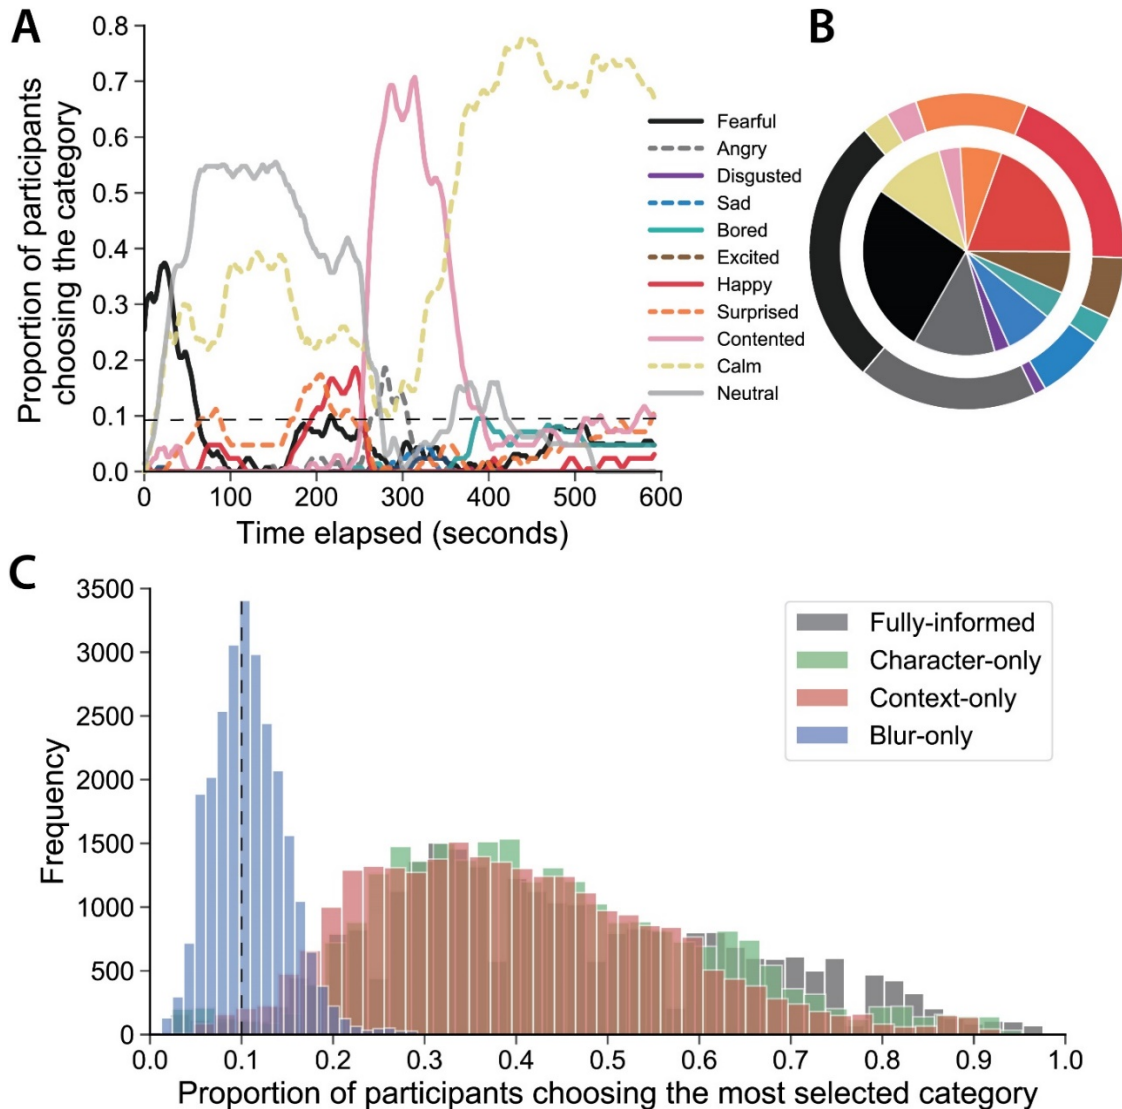 A
B
Proportion of participants
choosing the category
0.8
0.7
0.6
0.5
0.4
0.3
0.2
0.1
0.0
0 100 200 300 400 500 600
Time elapsed (seconds)
Fearful
Angry
Disgusted
Sad
Bored
Excited
Happy
Surprised
Contented
Calm
Neutral
C
Frequency
3500
3000
2500
2000
1500
1000
500
0
0.0 0.1 0.2 0.3 0.4 0.5 0.6 0.7 0.8 0.9 1.0
Proportion of participants choosing the most selected category
Fully-informed
Character-only
Context-only
Blur-only